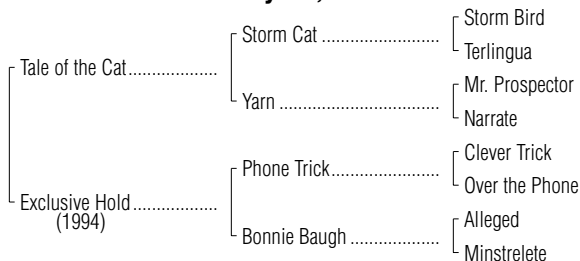 Storm Bird
Storm Cat........................
Terlingua
Tale of the Cat...................
Mr. Prospector
Yarn ................................
Narrate
Clever Trick
Phone Trick......................
Over the Phone
Exclusive Hold..................
(1994)
Alleged
Bonnie Baugh ...................
Minstrelete